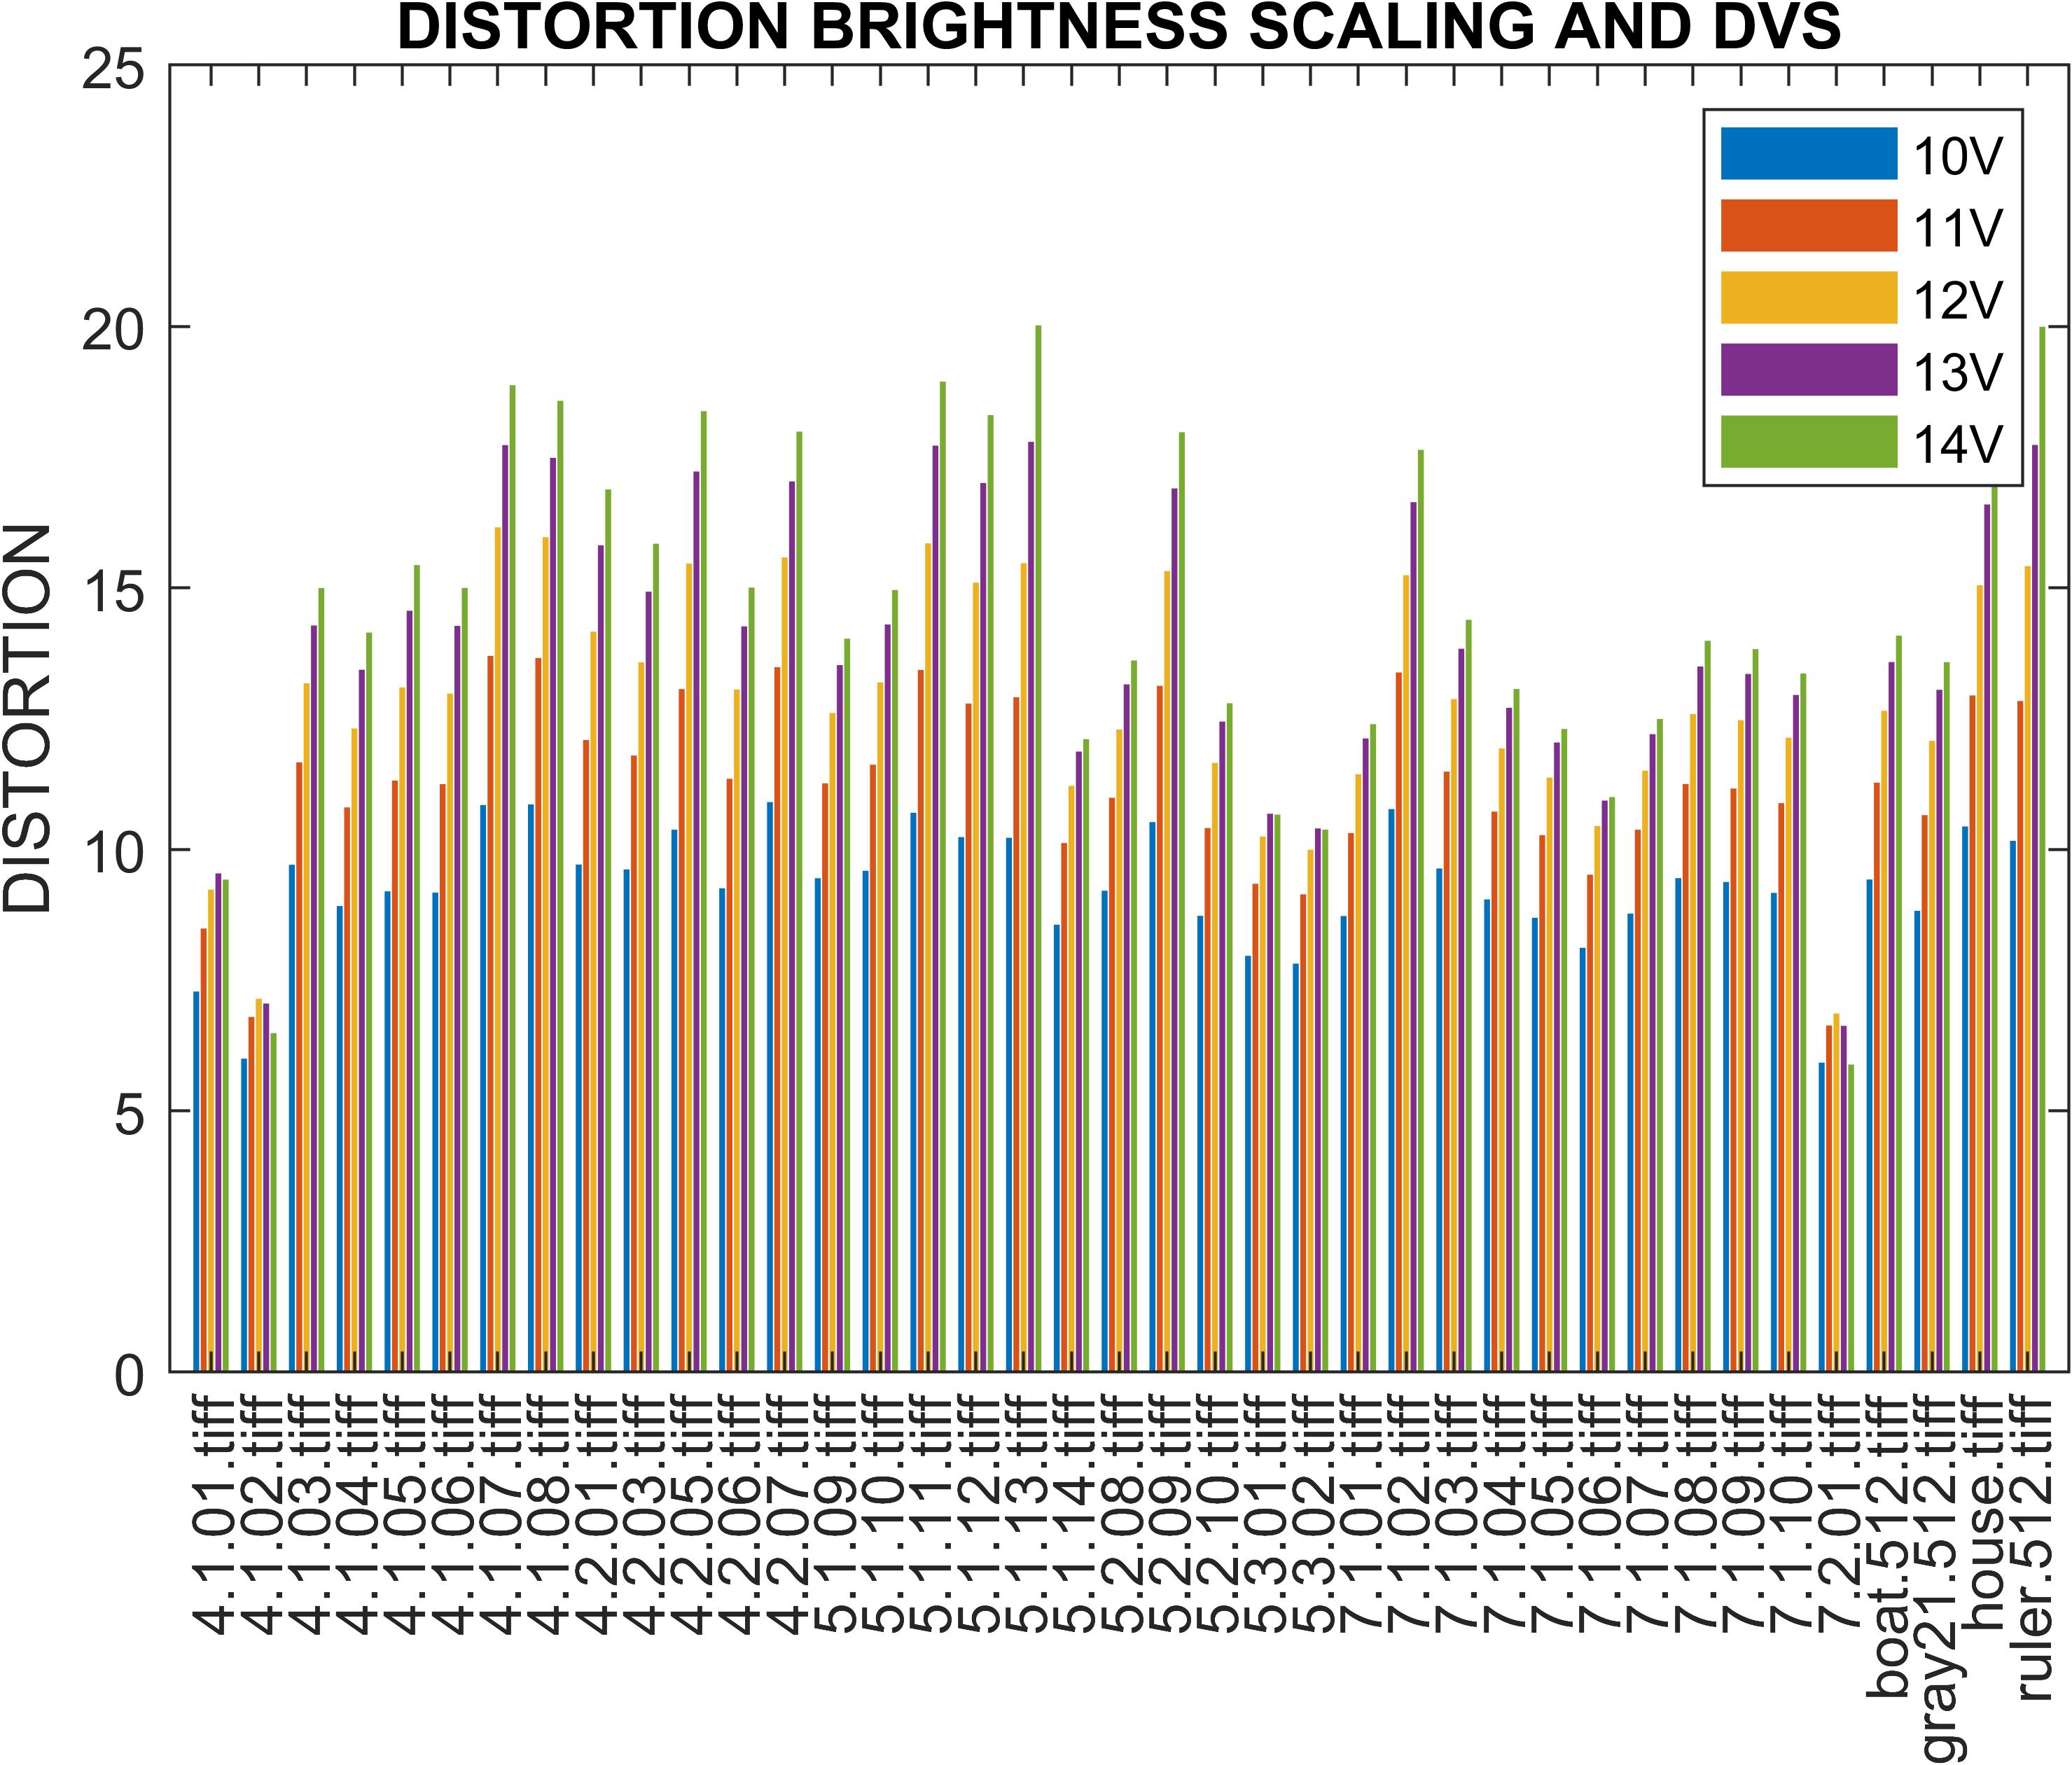 DISTORTION BRIGHTNESS SCALING AND DVS
25
20
15
10
5
0
DISTORTION
10V
11V
12V
13V
14V
4.1.01.tiff
4.1.02.tiff
4.1.03.tiff
4.1.04.tiff
4.1.05.tiff
4.1.06.tiff
4.1.07.tiff
4.1.08.tiff
4.2.01.tiff
4.2.03.tiff
4.2.05.tiff
4.2.06.tiff
4.2.07.tiff
5.1.09.tiff
5.1.10.tiff
5.1.11.tiff
5.1.12.tiff
5.1.13.tiff
5.1.14.tiff
5.2.08.tiff
5.2.09.tiff
5.2.10.tiff
5.3.01.tiff
5.3.02.tiff
7.1.01.tiff
7.1.02.tiff
7.1.03.tiff
7.1.04.tiff
7.1.05.tiff
7.1.06.tiff
7.1.07.tiff
7.1.08.tiff
7.1.09.tiff
7.1.10.tiff
7.2.01.tiff
boat.512.tiff
gray21.512.tiff
house.tiff
ruler.512.tiff